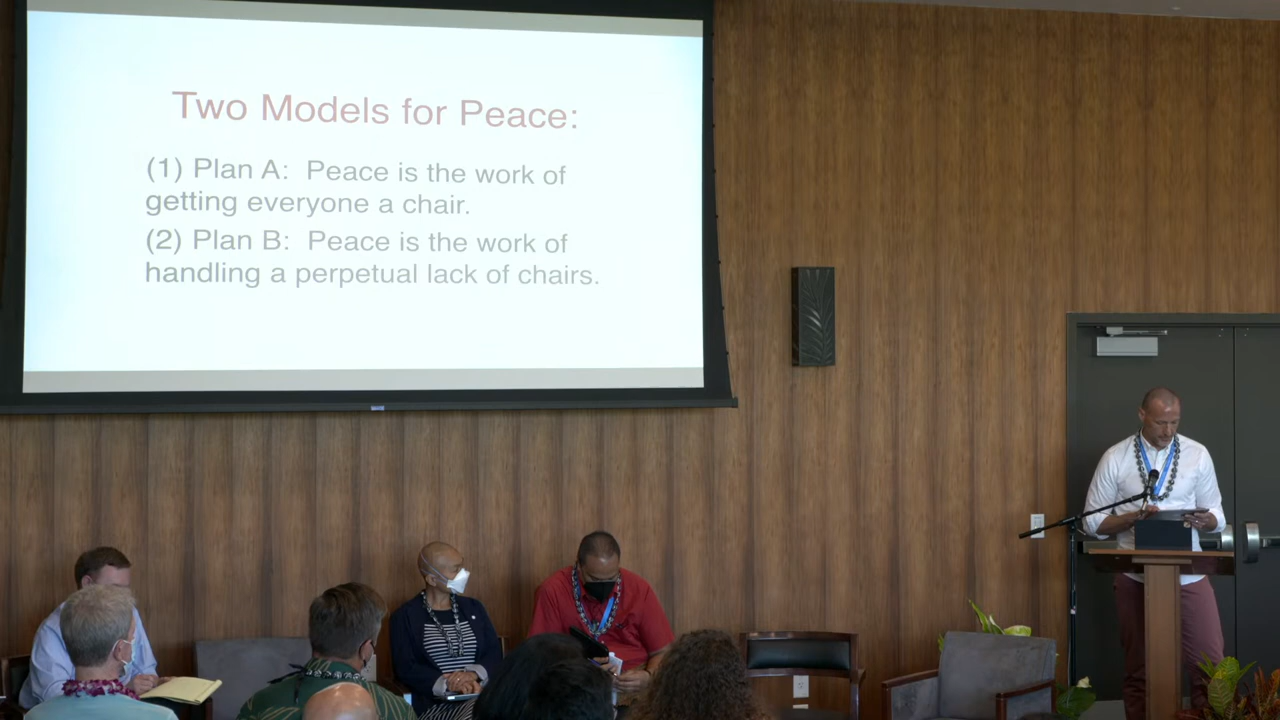 Two Models for Peace:
(1) Plan A: Peace is the work of
getting everyone a chair.
(2) Plan B: Peace is the work of
handling a perpetual lack of chairs.